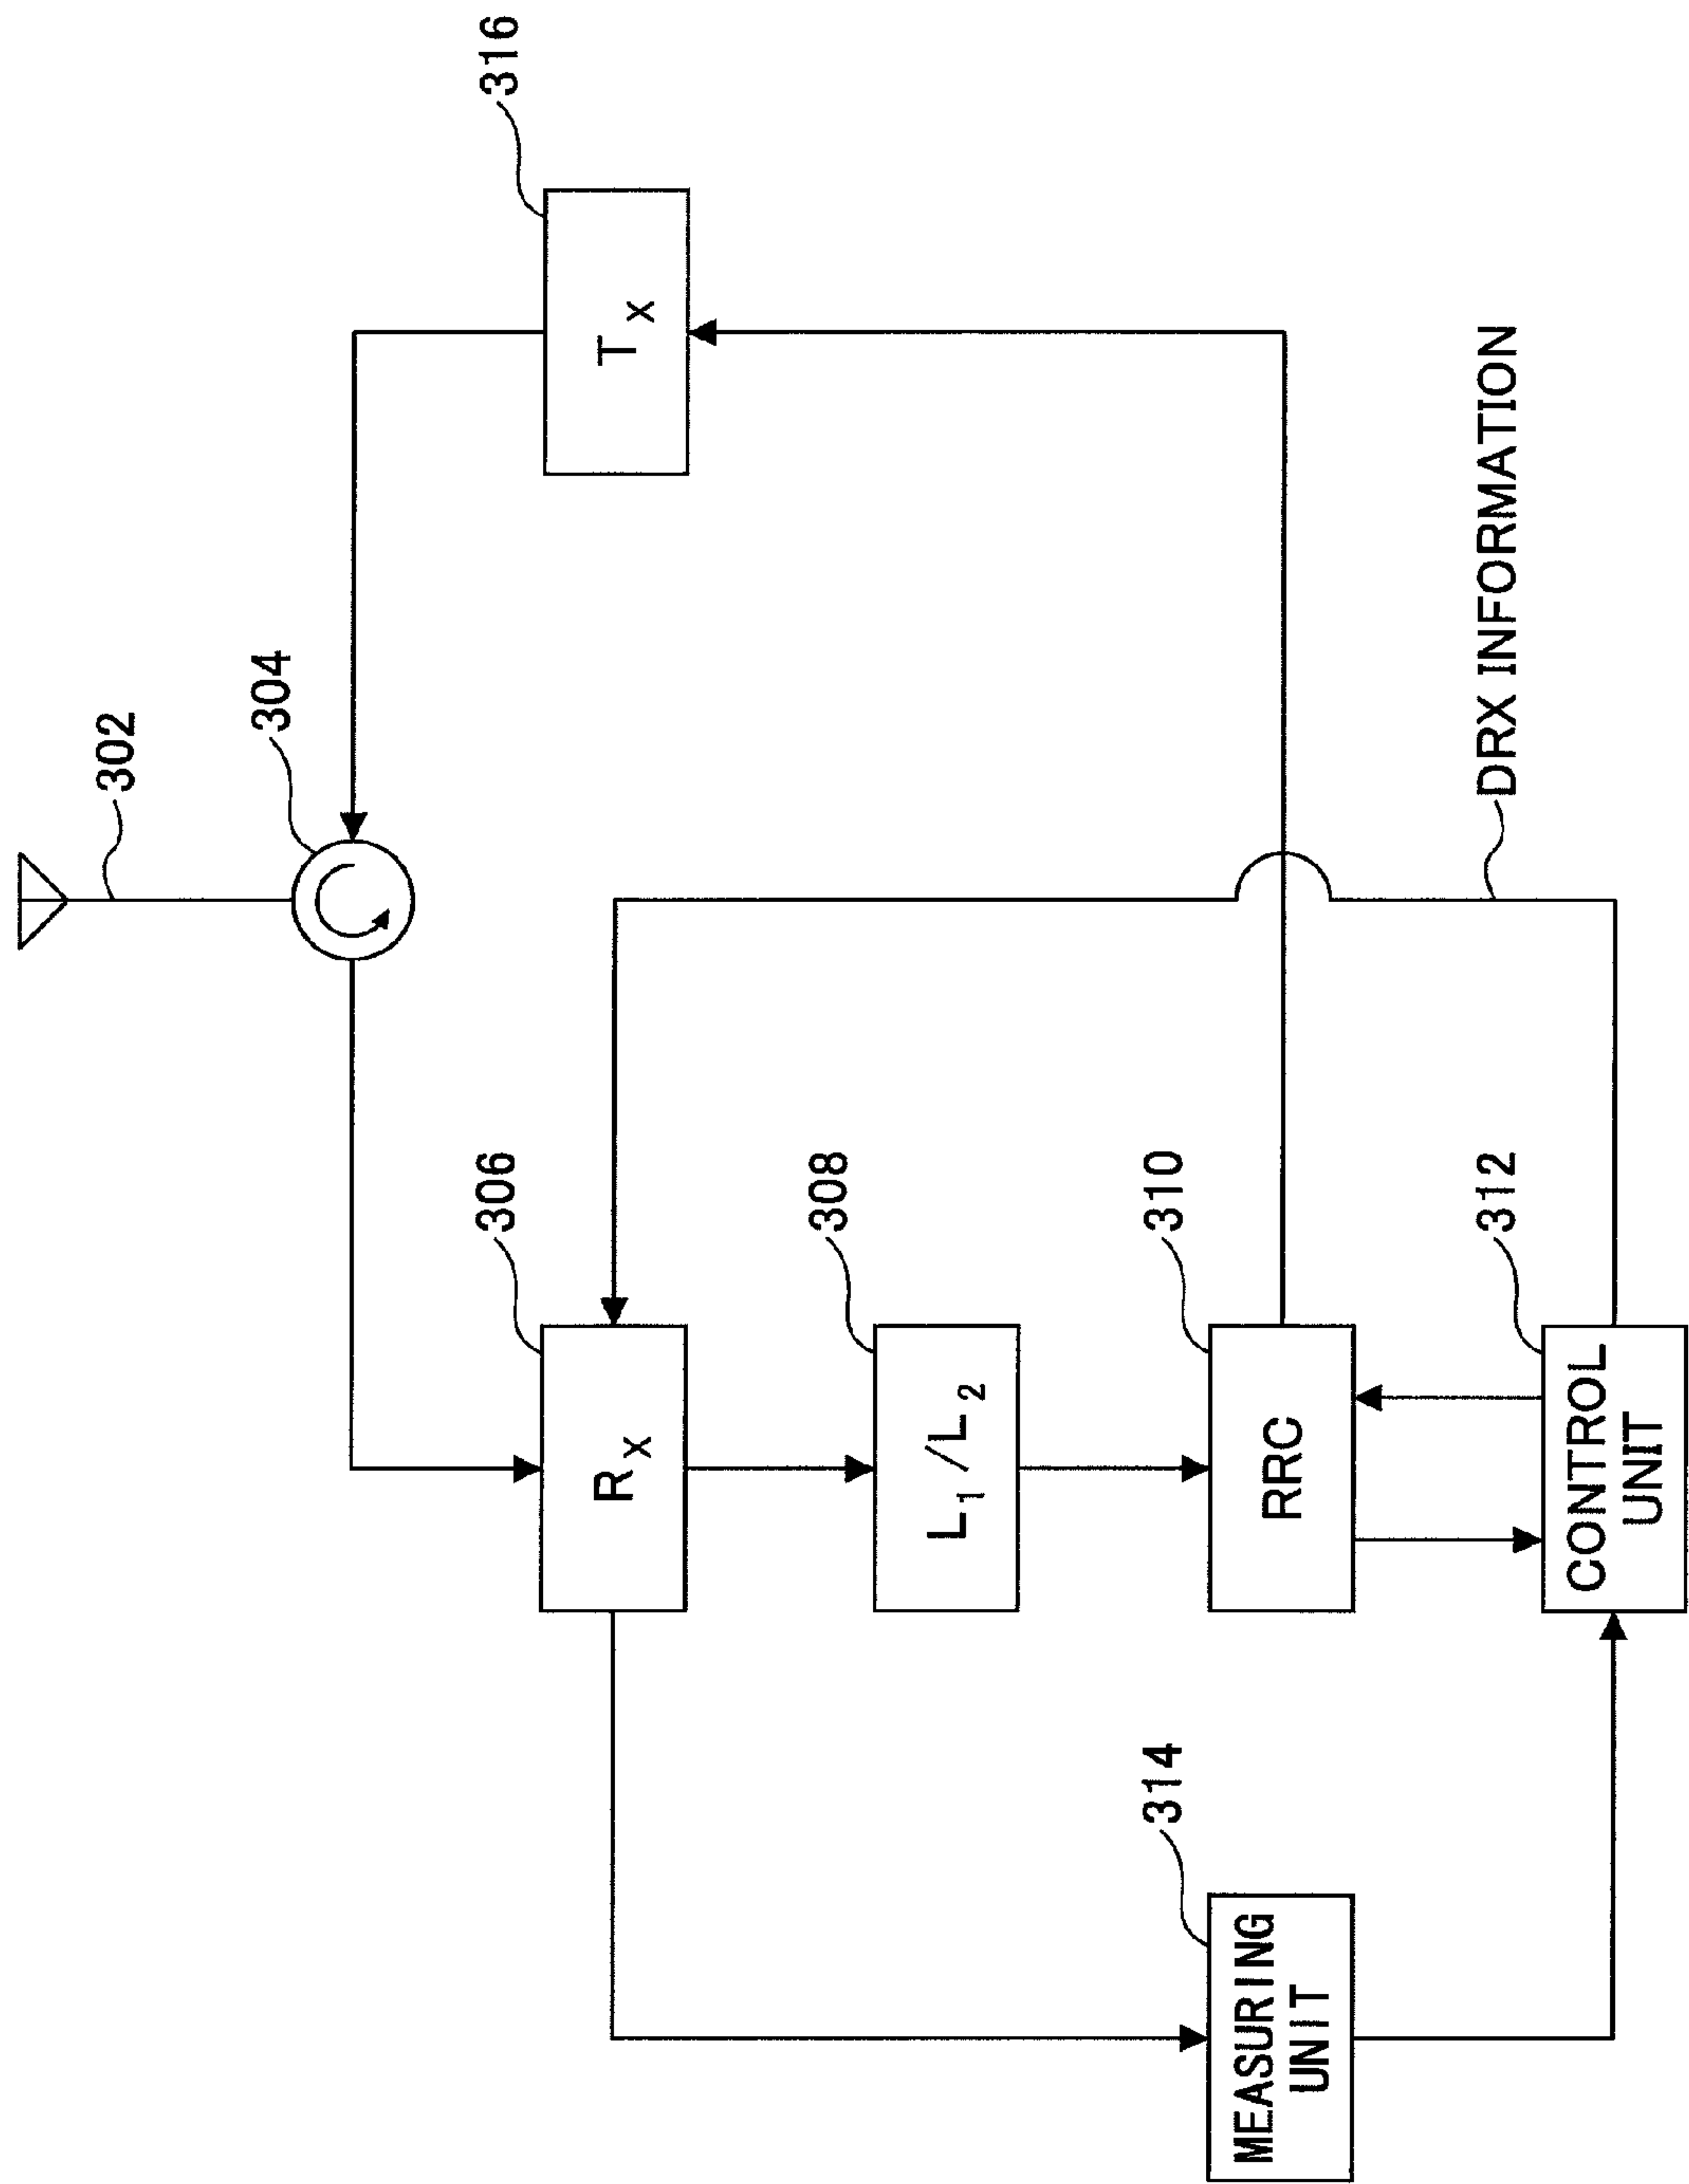 302
304
316
Tx
306
Rx
308
L1/L2
310
RRC
312
CONTROL
UNIT
314
MEASURING
UNIT
DRX INFORMATION